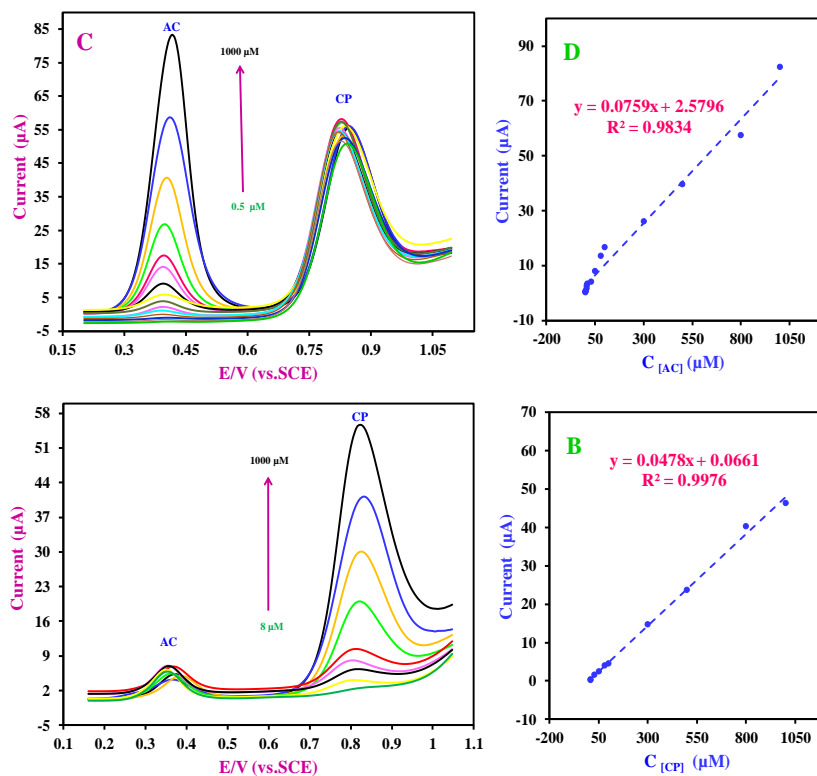 C
AC
1000 µM
CP
0.5 µM
Current (µA)
85
75
65
55
45
35
25
15
5
-5
0.15
0.3
0.45
0.6
0.75
0.9
1.05
E/V (vs.SCE)
D
y = 0.0759x + 2.5796
R² = 0.9834
Current (µA)
90
70
50
30
10
-10
-200
50
300
550
800
1050
C [AC] (µM)
CP
1000 µM
8 µM
AC
Current (µA)
58
51
44
37
30
23
16
9
2
-5
0.1
0.2
0.3
0.4
0.5
0.6
0.7
0.8
0.9
1
1.1
E/V (vs.SCE)
B
y = 0.0478x + 0.0661
R² = 0.9976
Current (µA)
70
60
50
40
30
20
10
0
-10
-200
50
300
550
800
1050
C [CP] (µM)